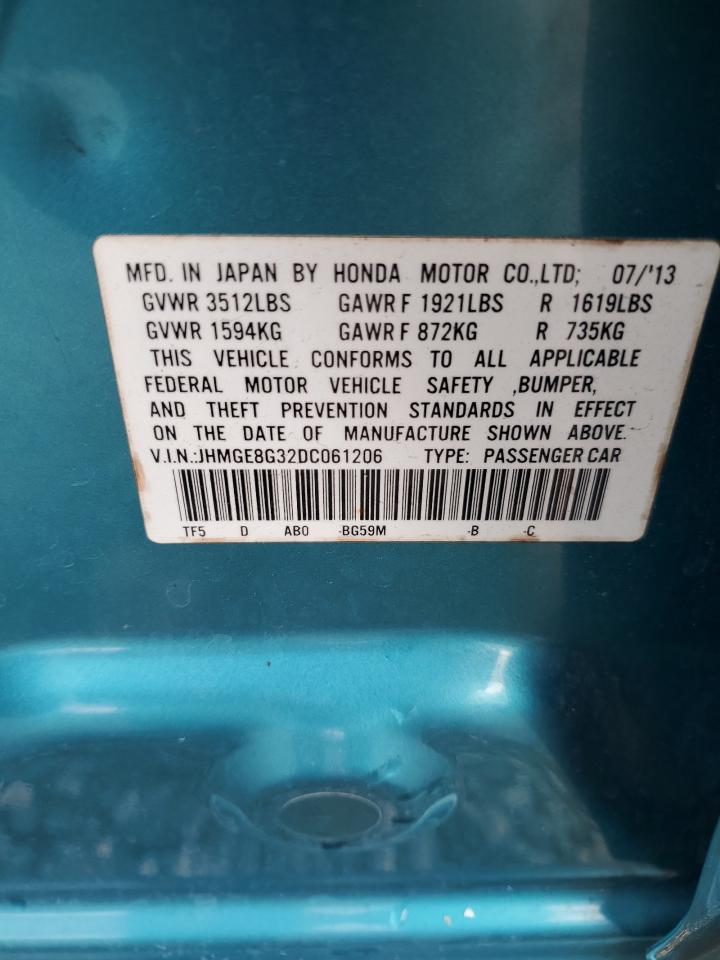 MFD. IN JAPAN BY HONDA MOTOR CO.,LTD; 07/'13
GVWR 3512LBS GAWR F 1921LBS R 1619LBS
GVWR 1594KG GAWR F 872KG R 735KG
THIS VEHICLE CONFORMS TO ALL APPLICABLE
FEDERAL MOTOR VEHICLE SAFETY ,BUMPER,
AND THEFT PREVENTION STANDARDS IN EFFECT
ON THE DATE OF MANUFACTURE SHOWN ABOVE.
V.I.N.:JHMGE8G32DC061206 TYPE: PASSENGER CAR
TF5 D AB0 -BG59M -B -C